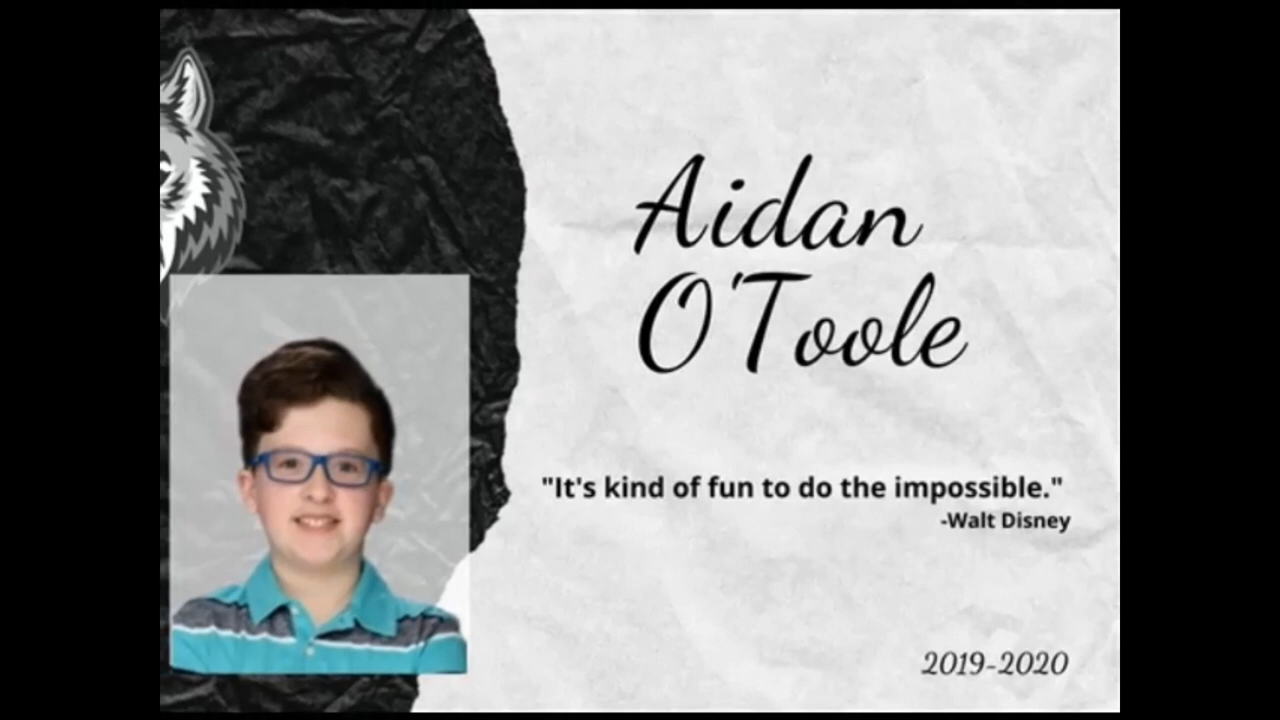 Aidan
O'Toole
"It's kind of fun to do the impossible."
-Walt Disney
2019-2020